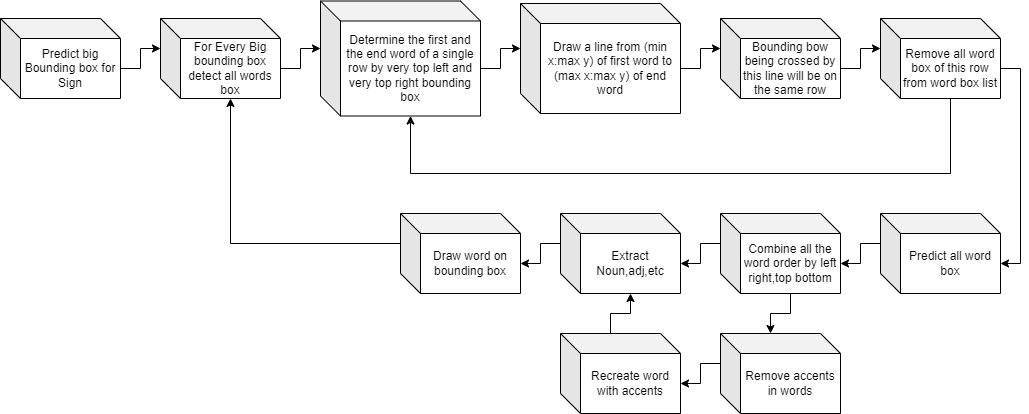 Predict big
Bounding box for
Sign
For Every Big
bounding box
detect all words
box
Determine the first and
the end word of a single
row by very top left and
very top right bounding
box
Draw a line from (min
x:max y) of first word to
(max x:max y) of end
word
Bounding bow
being crossed by
this line will be on
the same row
Remove all word
box of this row
from word box list
Draw word on
bounding box
Extract
Noun,adj,etc
Combine all the
word order by left
right,top bottom
Predict all word
box
Recreate word
with accents
Remove accents
in words